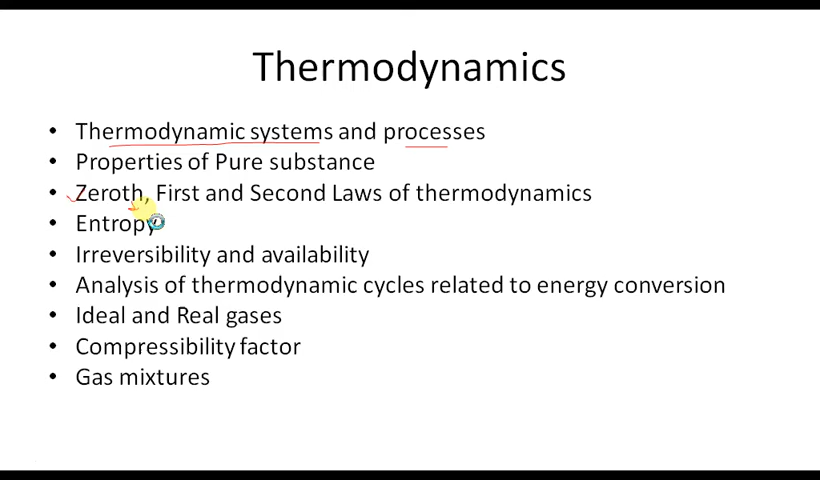 Thermodynamics
• Thermodynamic systems and processes
• Properties of Pure substance
• Zeroth, First and Second Laws of thermodynamics
• Entropy
• Irreversibility and availability
• Analysis of thermodynamic cycles related to energy conversion
• Ideal and Real gases
• Compressibility factor
• Gas mixtures